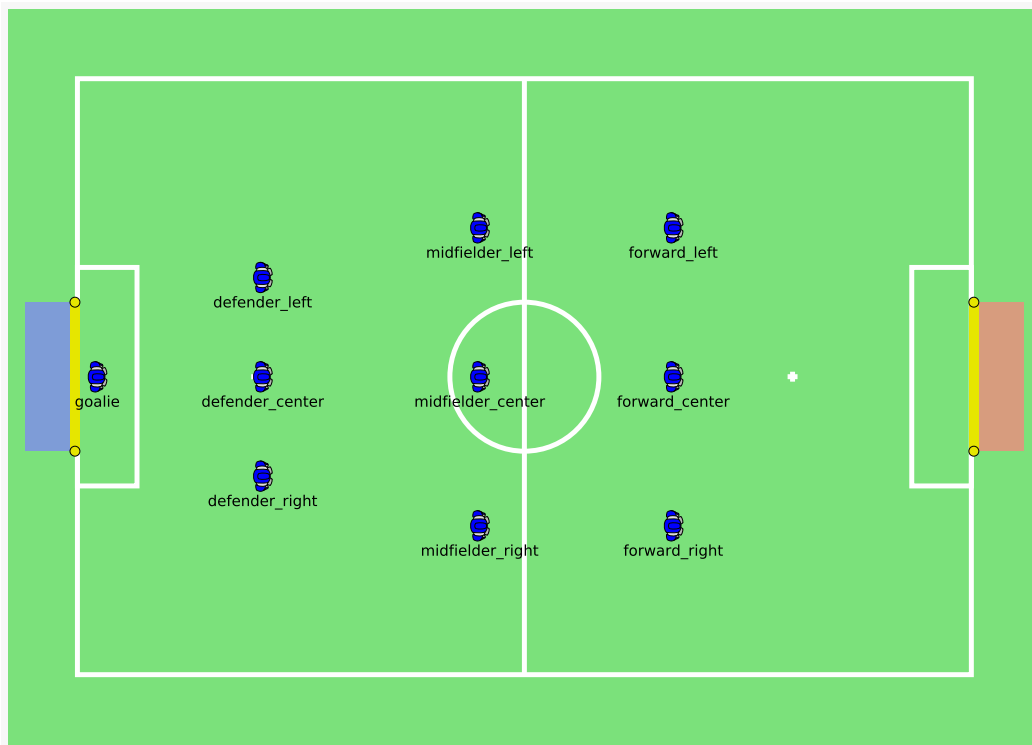 midfielder_left
forward_left
defender_left
goalie
defender_center
midfielder_center
forward_center
defender_right
midfielder_right
forward_right